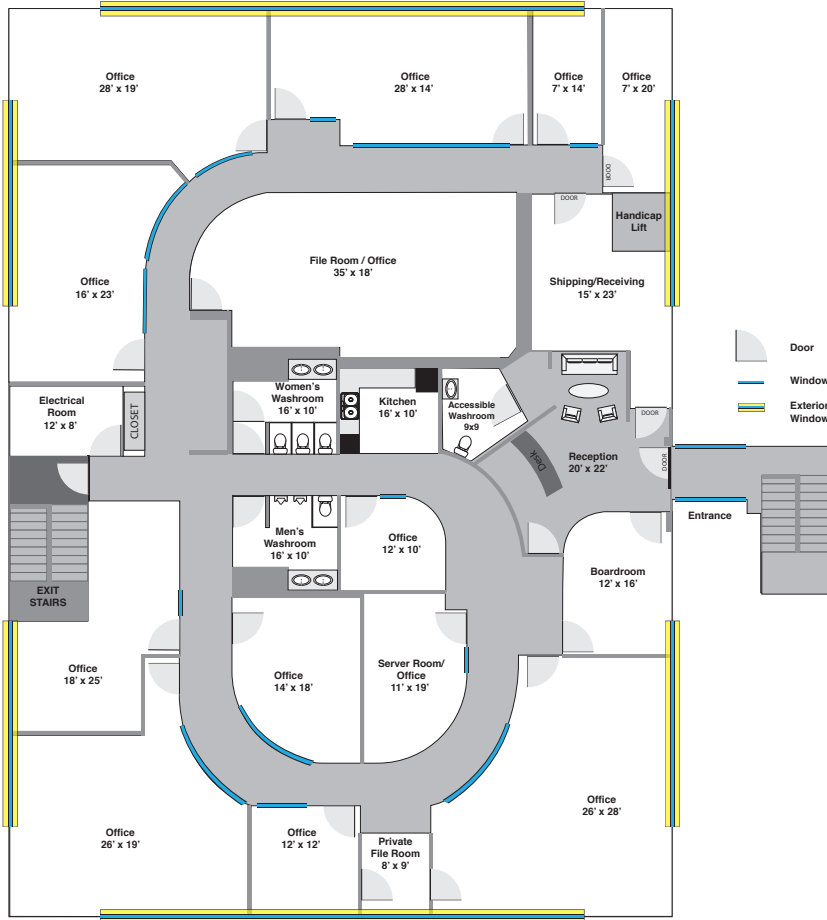 Office
28’ x 19’
Office
28’ x 14’
Office
7’ x 14’
Office
7’ x 20’
DOOR
DOOR
Handicap
Lift
File Room / Office
35’ x 18’
Office
16’ x 23’
Shipping/Receiving
15’ x 23’
Door
Window
Exterior
Window
Electrical
Room
12’ x 8’
CLOSET
Women’s
Washroom
16’ x 10’
Kitchen
16’ x 10’
Accessible
Washroom
9x9
DOOR
Desk
Reception
20’ x 22’
DOOR
Entrance
Men’s
Washroom
16’ x 10’
Office
12’ x 10’
Boardroom
12’ x 16’
EXIT
STAIRS
Office
18’ x 25’
Office
14’ x 18’
Server Room/
Office
11’ x 19’
Office
26’ x 28’
Office
26’ x 19’
Office
12’ x 12’
Private
File Room
8’ x 9’